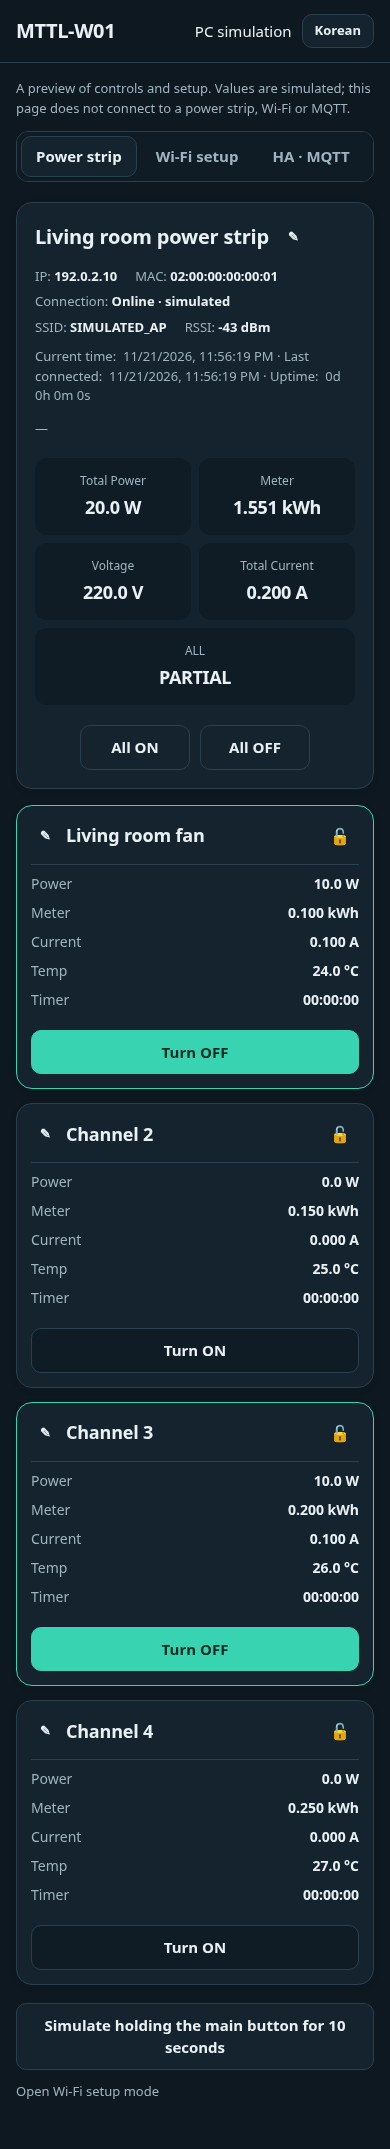 MTTL-W01
PC simulation
Korean
A preview of controls and setup. Values are simulated; this
page does not connect to a power strip, Wi-Fi or MQTT.
Power strip
Wi-Fi setup
HA · MQTT
Living room power strip ✎
IP: 192.0.2.10 MAC: 02:00:00:00:00:01
Connection: Online · simulated
SSID: SIMULATED_AP RSSI: -43 dBm
Current time: 11/21/2026, 11:56:19 PM · Last
connected: 11/21/2026, 11:56:19 PM · Uptime: 0d
0h 0m 0s
—
Total Power
20.0 W
Meter
1.551 kWh
Voltage
220.0 V
Total Current
0.200 A
ALL
PARTIAL
All ON
All OFF
✎ Living room fan 🔓
Power 10.0 W
Meter 0.100 kWh
Current 0.100 A
Temp 24.0 °C
Timer 00:00:00
Turn OFF
✎ Channel 2 🔓
Power 0.0 W
Meter 0.150 kWh
Current 0.000 A
Temp 25.0 °C
Timer 00:00:00
Turn ON
✎ Channel 3 🔓
Power 10.0 W
Meter 0.200 kWh
Current 0.100 A
Temp 26.0 °C
Timer 00:00:00
Turn OFF
✎ Channel 4 🔓
Power 0.0 W
Meter 0.250 kWh
Current 0.000 A
Temp 27.0 °C
Timer 00:00:00
Turn ON
Simulate holding the main button for 10
seconds
Open Wi-Fi setup mode